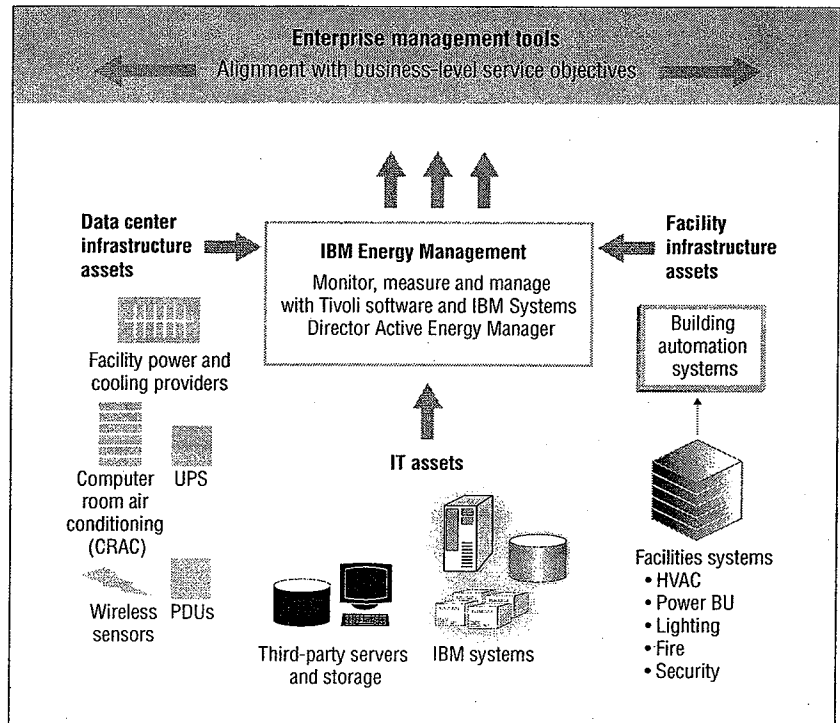 Enterprise management tools
Alignment with business-level service objectives
Data center
infrastructure
assets
IBM Energy Management
Monitor, measure and manage
with Tivoli software and IBM Systems
Director Active Energy Manager
Facility
infrastructure
assets
Building
automation
systems
Facility power and
cooling providers
Computer
room air
conditioning
(CRAC)
UPS
Wireless
sensors
PDUs
IT assets
Third-party servers
and storage
IBM systems
Facilities systems
• HVAC
• Power BU
• Lighting
• Fire
• Security